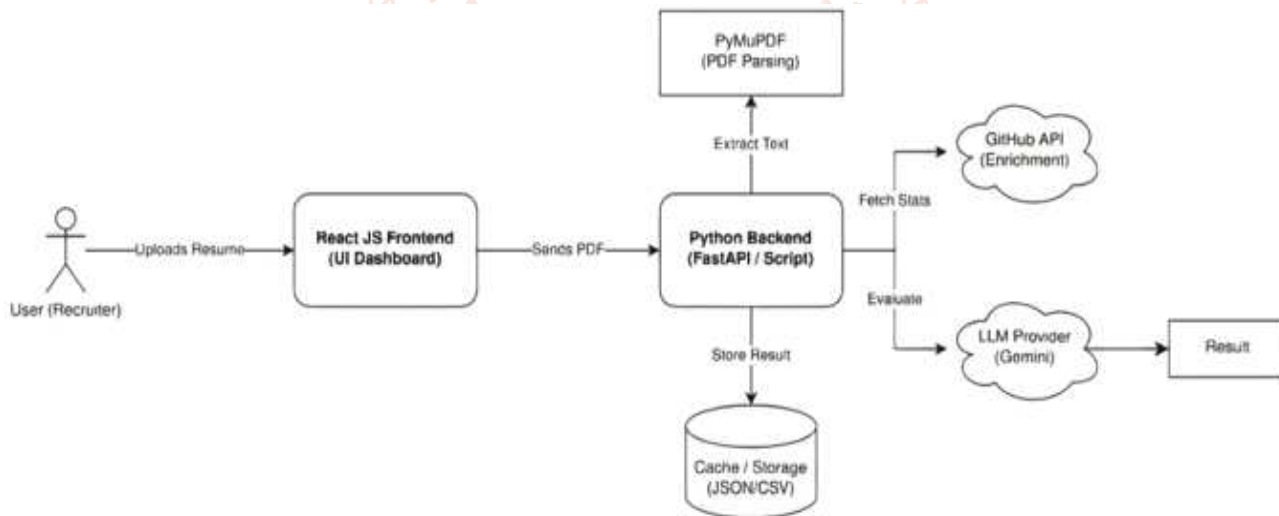 PyMuPDF
(PDF Parsing)
Extract Text
GitHub API
(Enrichment)
Fetch Stats
React JS Frontend
(UI Dashboard)
Python Backend
(FastAPI / Script)
Uploads Resume
Sends PDF
User (Recruiter)
Evaluate
LLM Provider
(Gemini)
Result
Store Result
Cache / Storage
(JSON/CSV)